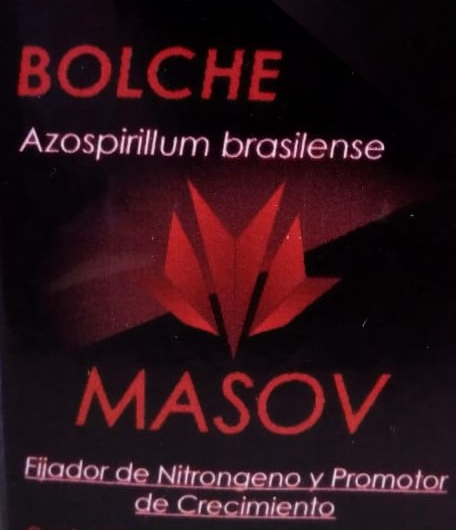 BOLCHE
Azospirillum brasilense
MASOV
Fijador de Nitrongeno y Promotor
de Crecimiento